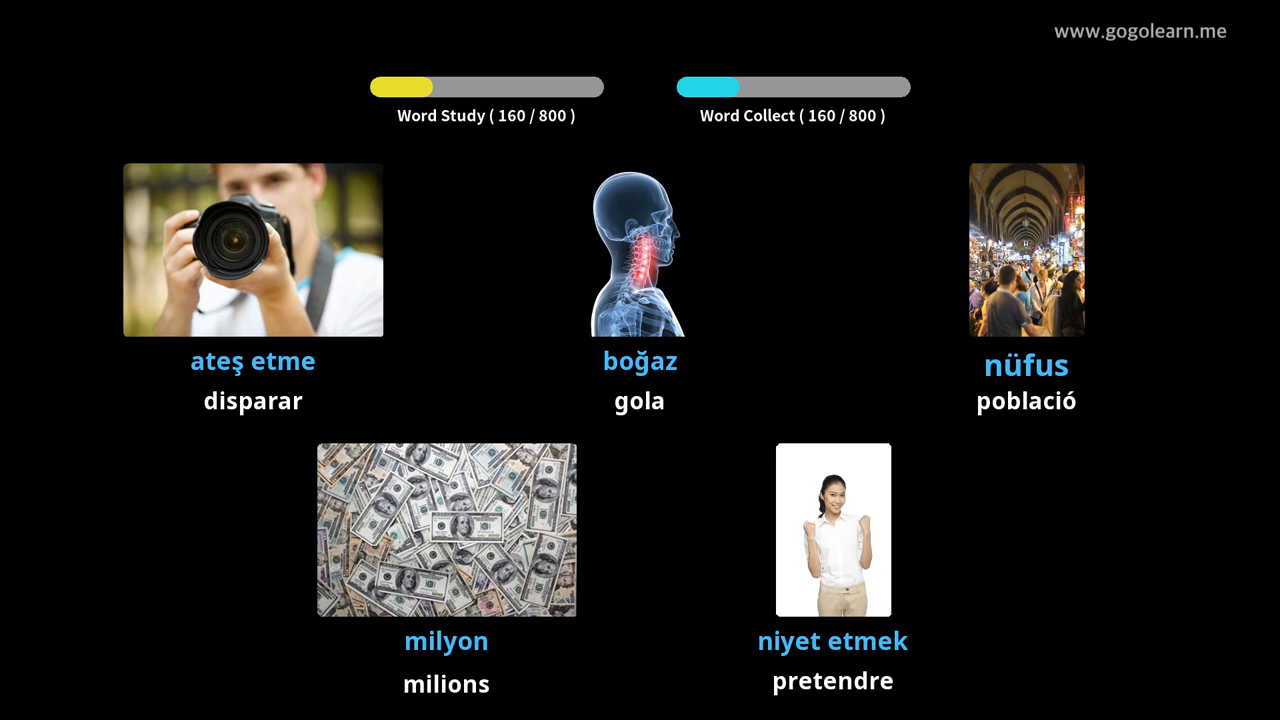 www.gogolearn.me
Word Study ( 160 / 800 )
Word Collect ( 160 / 800 )
ateş etme
disparar
boğaz
gola
nüfus
població
milyon
milions
niyet etmek
pretendre